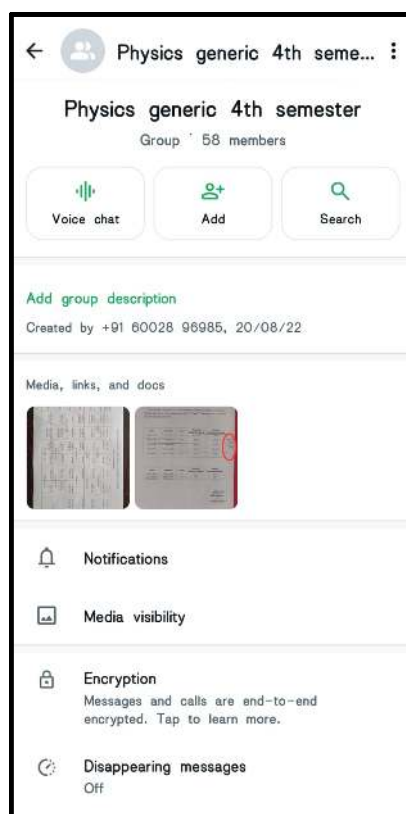 Physics generic 4th seme...
Physics generic 4th semester
Group · 58 members
Voice chat
Add
Search
Add group description
Created by +91 60028 96985, 20/08/22
Media, links, and docs
Notifications
Media visibility
Encryption
Messages and calls are end-to-end
encrypted. Tap to learn more.
Disappearing messages
Off